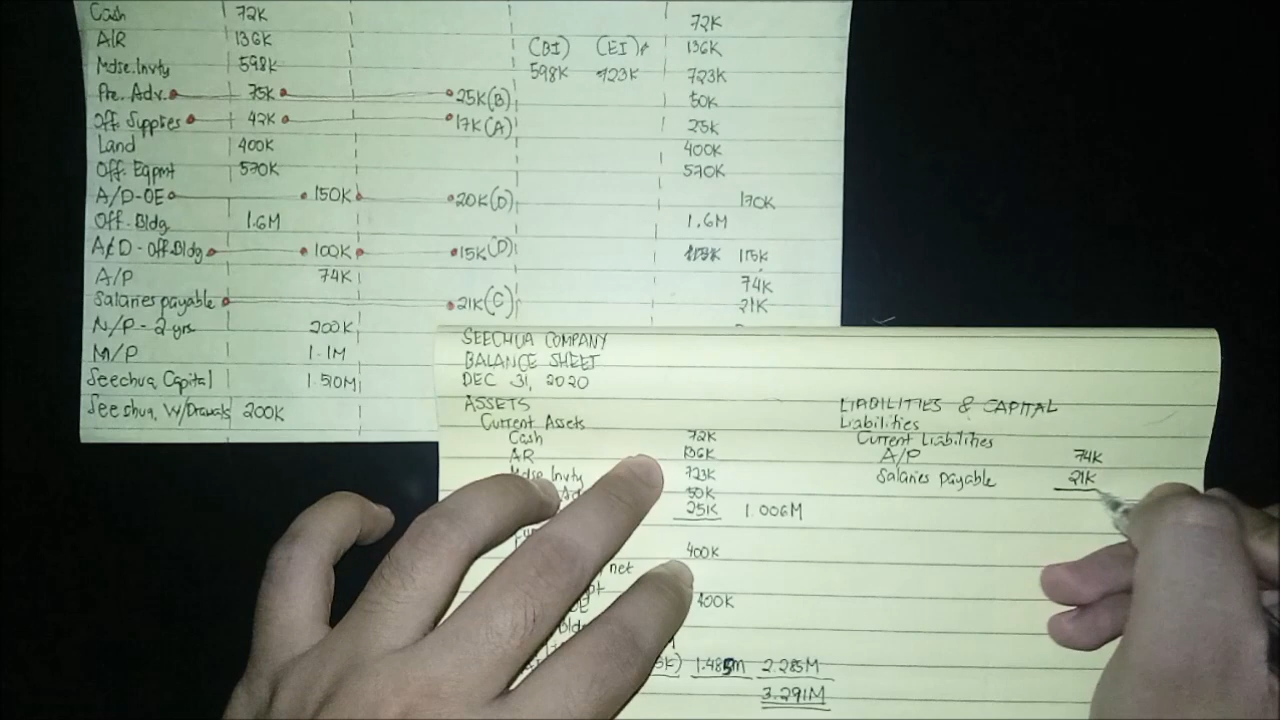 Cash 72K 72K
A/R 136K (BI) (EI) 136K
Mdse. Invty 598K 598K 723K 723K
Pre. Adv. 75K 25K(B) 50K
Off. Supplies 42K 17K(A) 25K
Land 400K 400K
Off. Eqpmt 570K 570K
A/D-OE 150K 20K(D) 170K
Off. Bldg 1.6M 1.6M
A/D - Off. Bldg 100K 15K(D) 115K
A/P 74K 74K
Salaries payable 21K(C) 21K
N/P - 2 yrs 200K
M/P 1.1M
Seechua, Capital 1.510M
Seechua, W/Drawals 200K
SEECHUA COMPANY
BALANCE SHEET
DEC 31, 2020
ASSETS LIABILITIES & CAPITAL
Liabilities
Current Assets Current Liabilities
Cash 72K A/P 74K
AR 136K
Mdse Invty 723K Salaries payable 21K
50K
25K 1.006M
400K
net
400K
1.485M 2.285M
3.291M